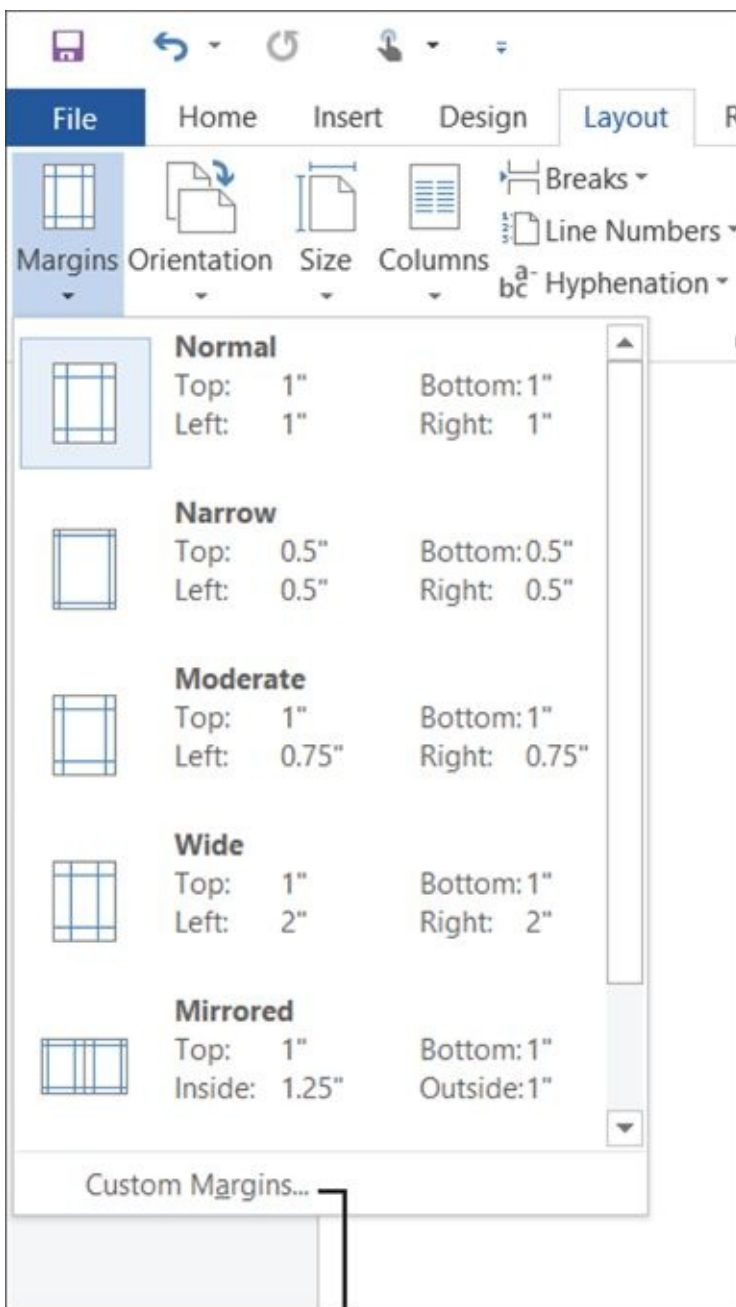 File Home Insert Design Layout R
Breaks
Line Numbers
Margins Orientation Size Columns
Hyphenation
Normal
Top: 1" Bottom: 1"
Left: 1" Right: 1"
Narrow
Top: 0.5" Bottom: 0.5"
Left: 0.5" Right: 0.5"
Moderate
Top: 1" Bottom: 1"
Left: 0.75" Right: 0.75"
Wide
Top: 1" Bottom: 1"
Left: 2" Right: 2"
Mirrored
Top: 1" Bottom: 1"
Inside: 1.25" Outside: 1"
Custom Margins...